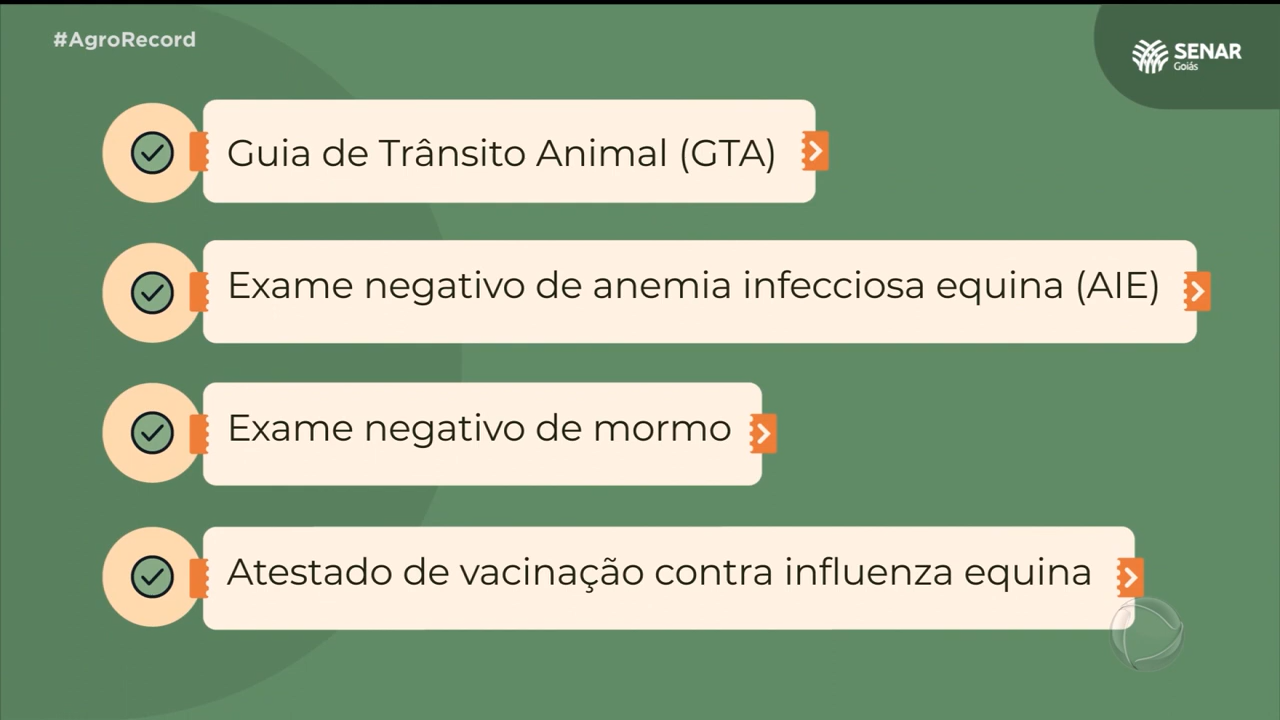 #AgroRecord
SENAR
Goiás
Guia de Trânsito Animal (GTA)
Exame negativo de anemia infecciosa equina (AIE)
Exame negativo de mormo
Atestado de vacinação contra influenza equina